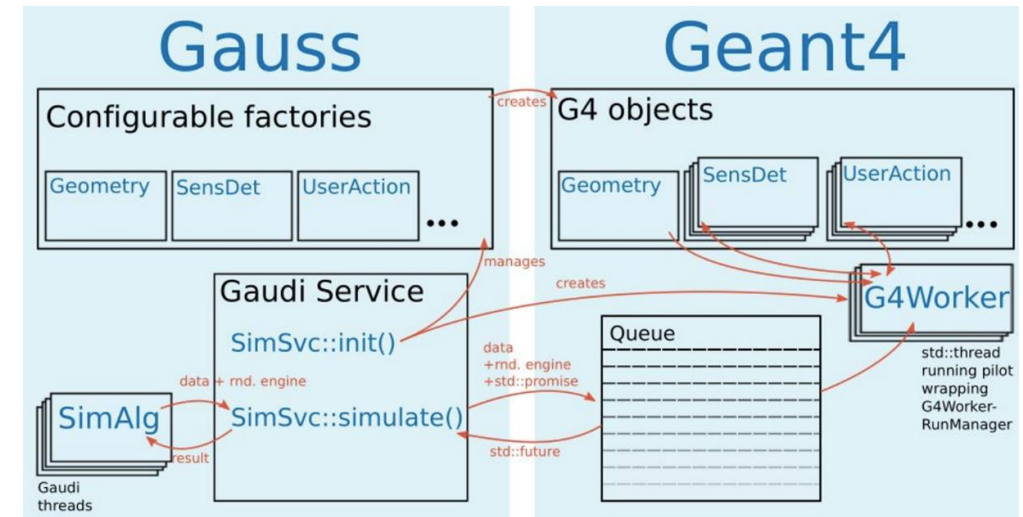 Gauss
Configurable factories
Geometry
SensDet
UserAction
...
manages
Gaudi Service
SimSvc::init()
SimSvc::simulate()
data + rnd. engine
SimAlg
result
Gaudi
threads
creates
Geant4
G4 objects
Geometry
SensDet
UserAction
...
creates
G4Worker
std::thread
running pilot
wrapping
G4Worker-
RunManager
data
+rnd. engine
+std::promise
Queue
std::future